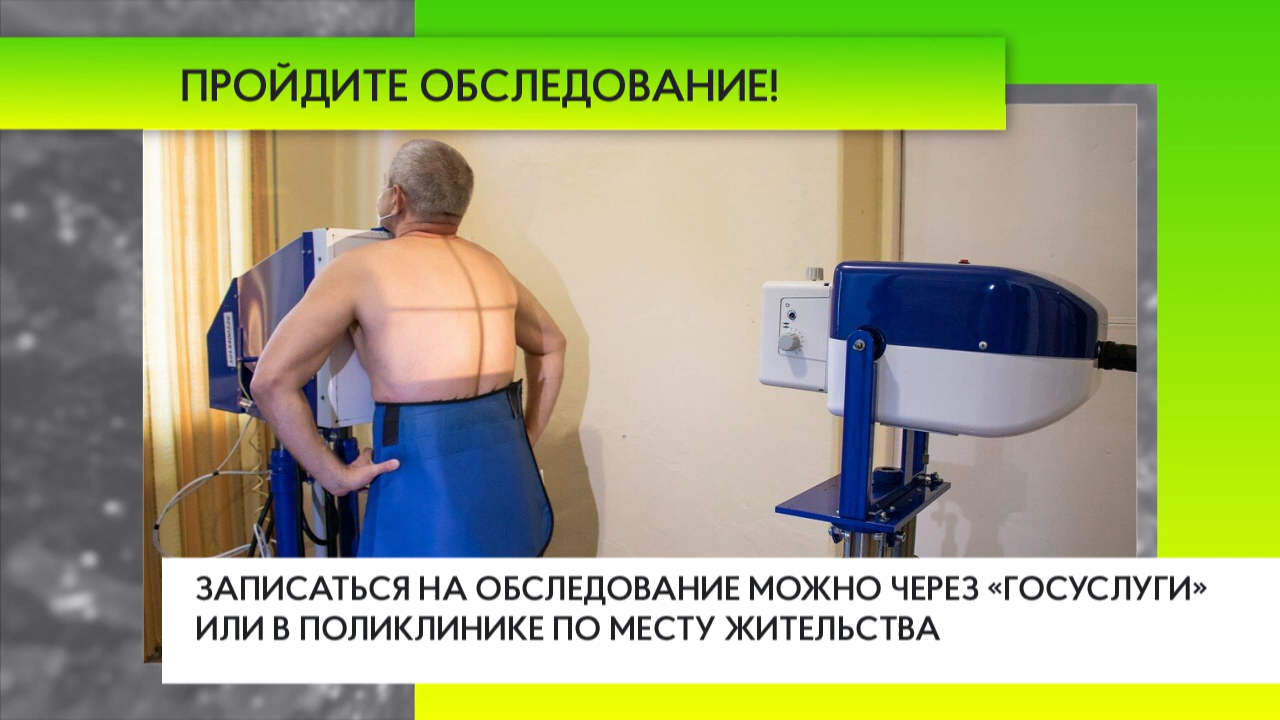 ПРОЙДИТЕ ОБСЛЕДОВАНИЕ!
ЗАПИСАТЬСЯ НА ОБСЛЕДОВАНИЕ МОЖНО ЧЕРЕЗ «ГОСУСЛУГИ»
ИЛИ В ПОЛИКЛИНИКЕ ПО МЕСТУ ЖИТЕЛЬСТВА